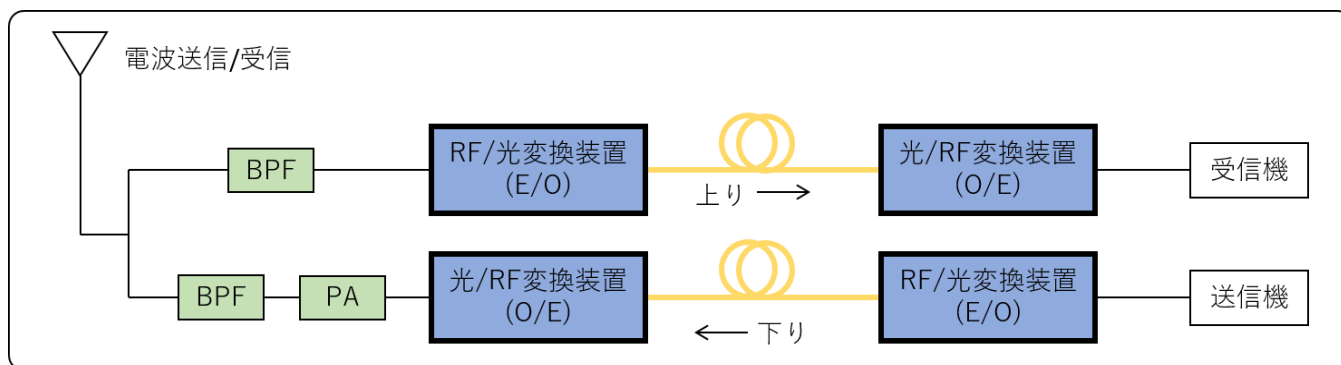 電波送信/受信
BPF
RF/光変換装置
(E/O)
上り
光/RF変換装置
(O/E)
受信機
BPF
PA
光/RF変換装置
(O/E)
下り
RF/光変換装置
(E/O)
送信機